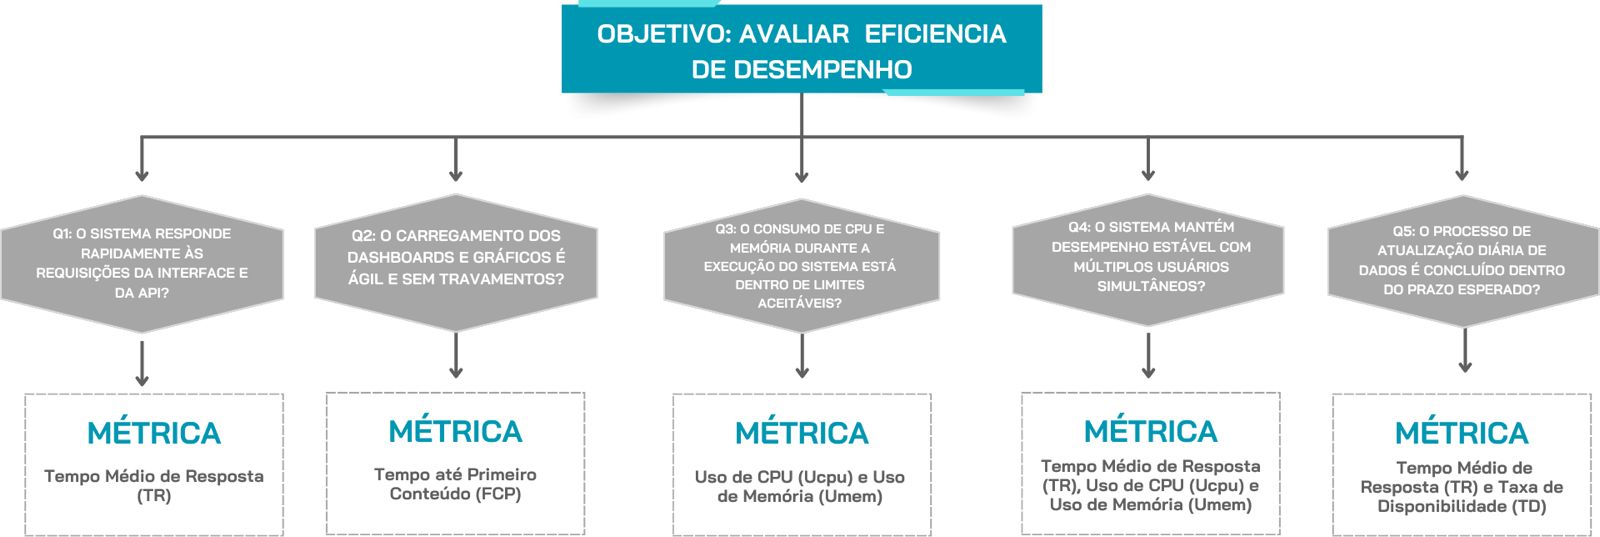 OBJETIVO: AVALIAR EFICIENCIA
DE DESEMPENHO
Q1: O SISTEMA RESPONDE
RAPIDAMENTE ÀS
REQUISIÇÕES DA INTERFACE E
DA API?
Q2: O CARREGAMENTO DOS
DASHBOARDS E GRÁFICOS É
ÁGIL E SEM TRAVAMENTOS?
Q3: O CONSUMO DE CPU E
MEMÓRIA DURANTE A
EXECUÇÃO DO SISTEMA ESTÁ
DENTRO DE LIMITES
ACEITÁVEIS?
Q4: O SISTEMA MANTÉM
DESEMPENHO ESTÁVEL COM
MÚLTIPLOS USUÁRIOS
SIMULTÂNEOS?
Q5: O PROCESSO DE
ATUALIZAÇÃO DIÁRIA DE
DADOS É CONCLUÍDO DENTRO
DO PRAZO ESPERADO?
MÉTRICA
Tempo Médio de Resposta
(TR)
MÉTRICA
Tempo até Primeiro
Conteúdo (FCP)
MÉTRICA
Uso de CPU (Ucpu) e Uso
de Memória (Umem)
MÉTRICA
Tempo Médio de Resposta
(TR), Uso de CPU (Ucpu) e
Uso de Memória (Umem)
MÉTRICA
Tempo Médio de
Resposta (TR) e Taxa de
Disponibilidade (TD)